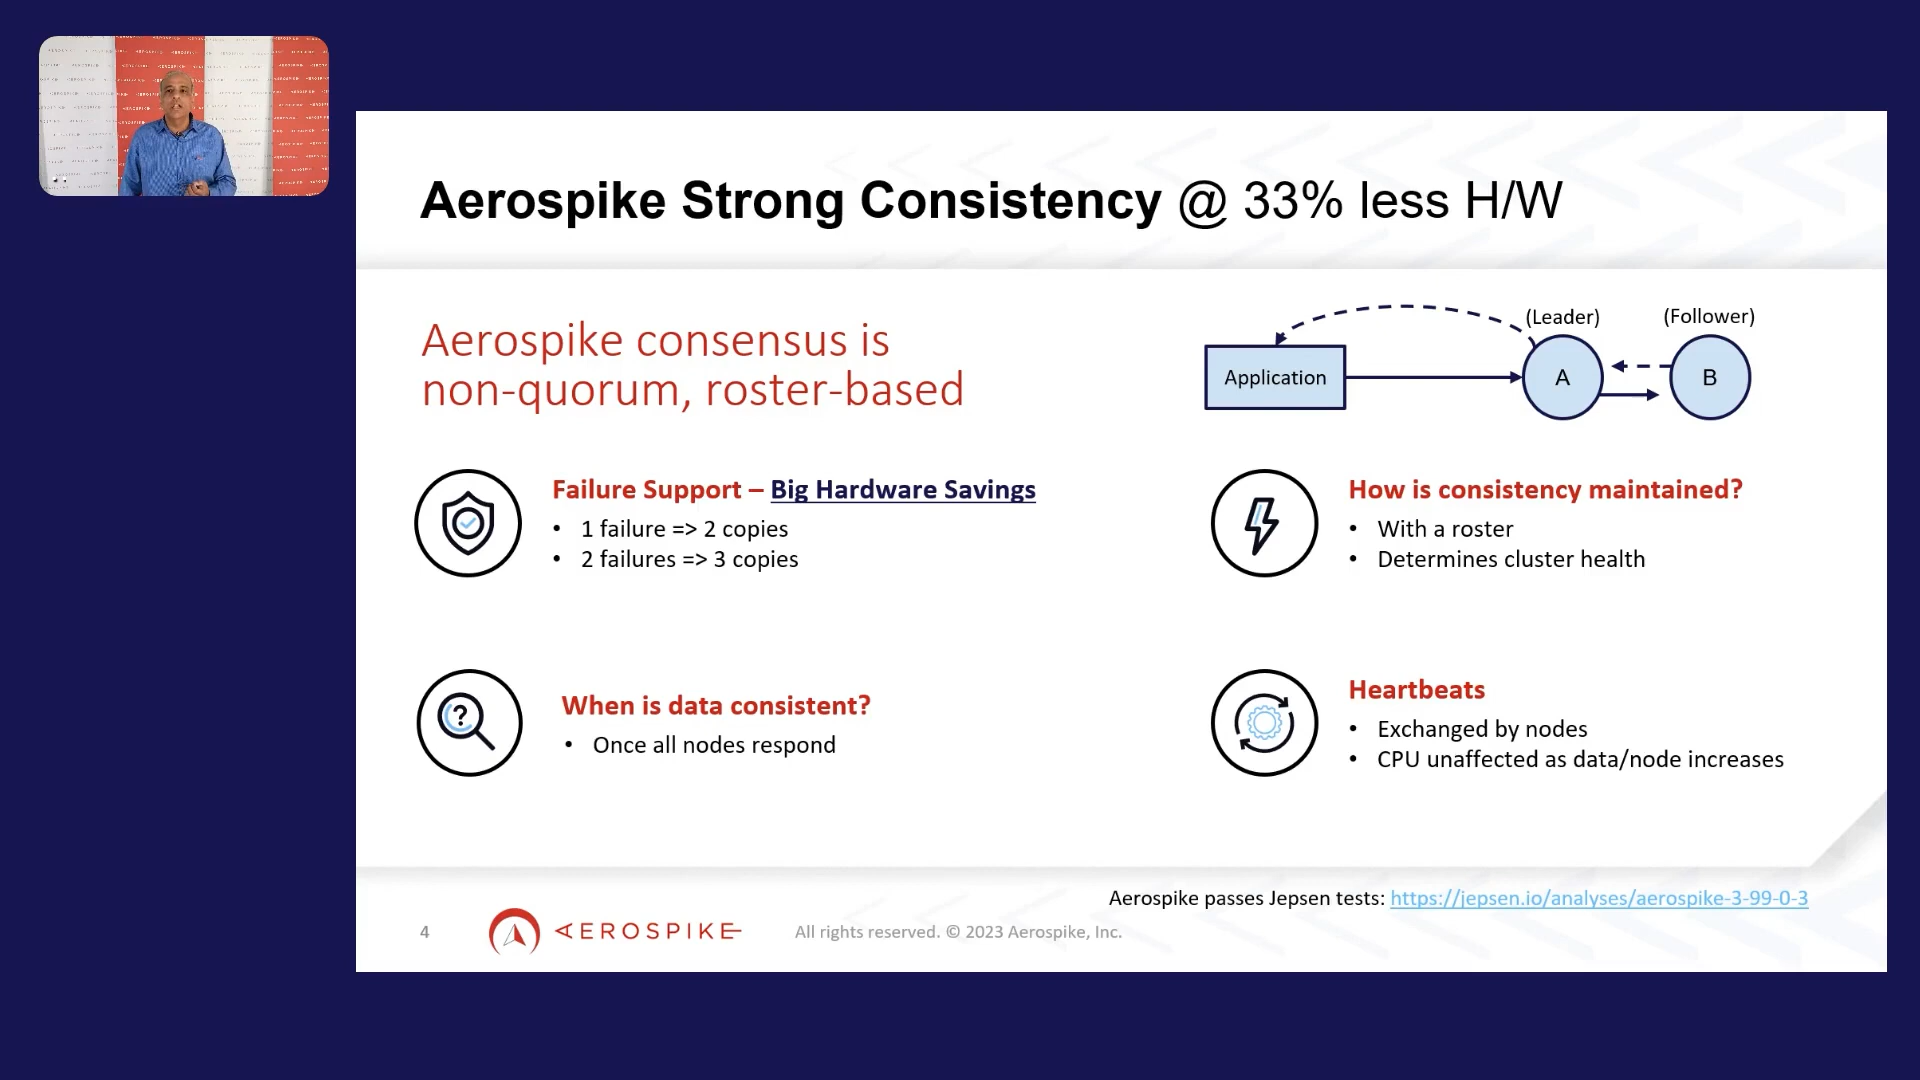 Aerospike Strong Consistency @ 33% less H/W
Aerospike consensus is
non-quorum, roster-based
(Leader)
(Follower)
Application
A
B
Failure Support – Big Hardware Savings
• 1 failure => 2 copies
• 2 failures => 3 copies
How is consistency maintained?
• With a roster
• Determines cluster health
When is data consistent?
• Once all nodes respond
Heartbeats
• Exchanged by nodes
• CPU unaffected as data/node increases
Aerospike passes Jepsen tests: https://jepsen.io/analyses/aerospike-3-99-0-3
4
AEROSPIKE
All rights reserved. © 2023 Aerospike, Inc.